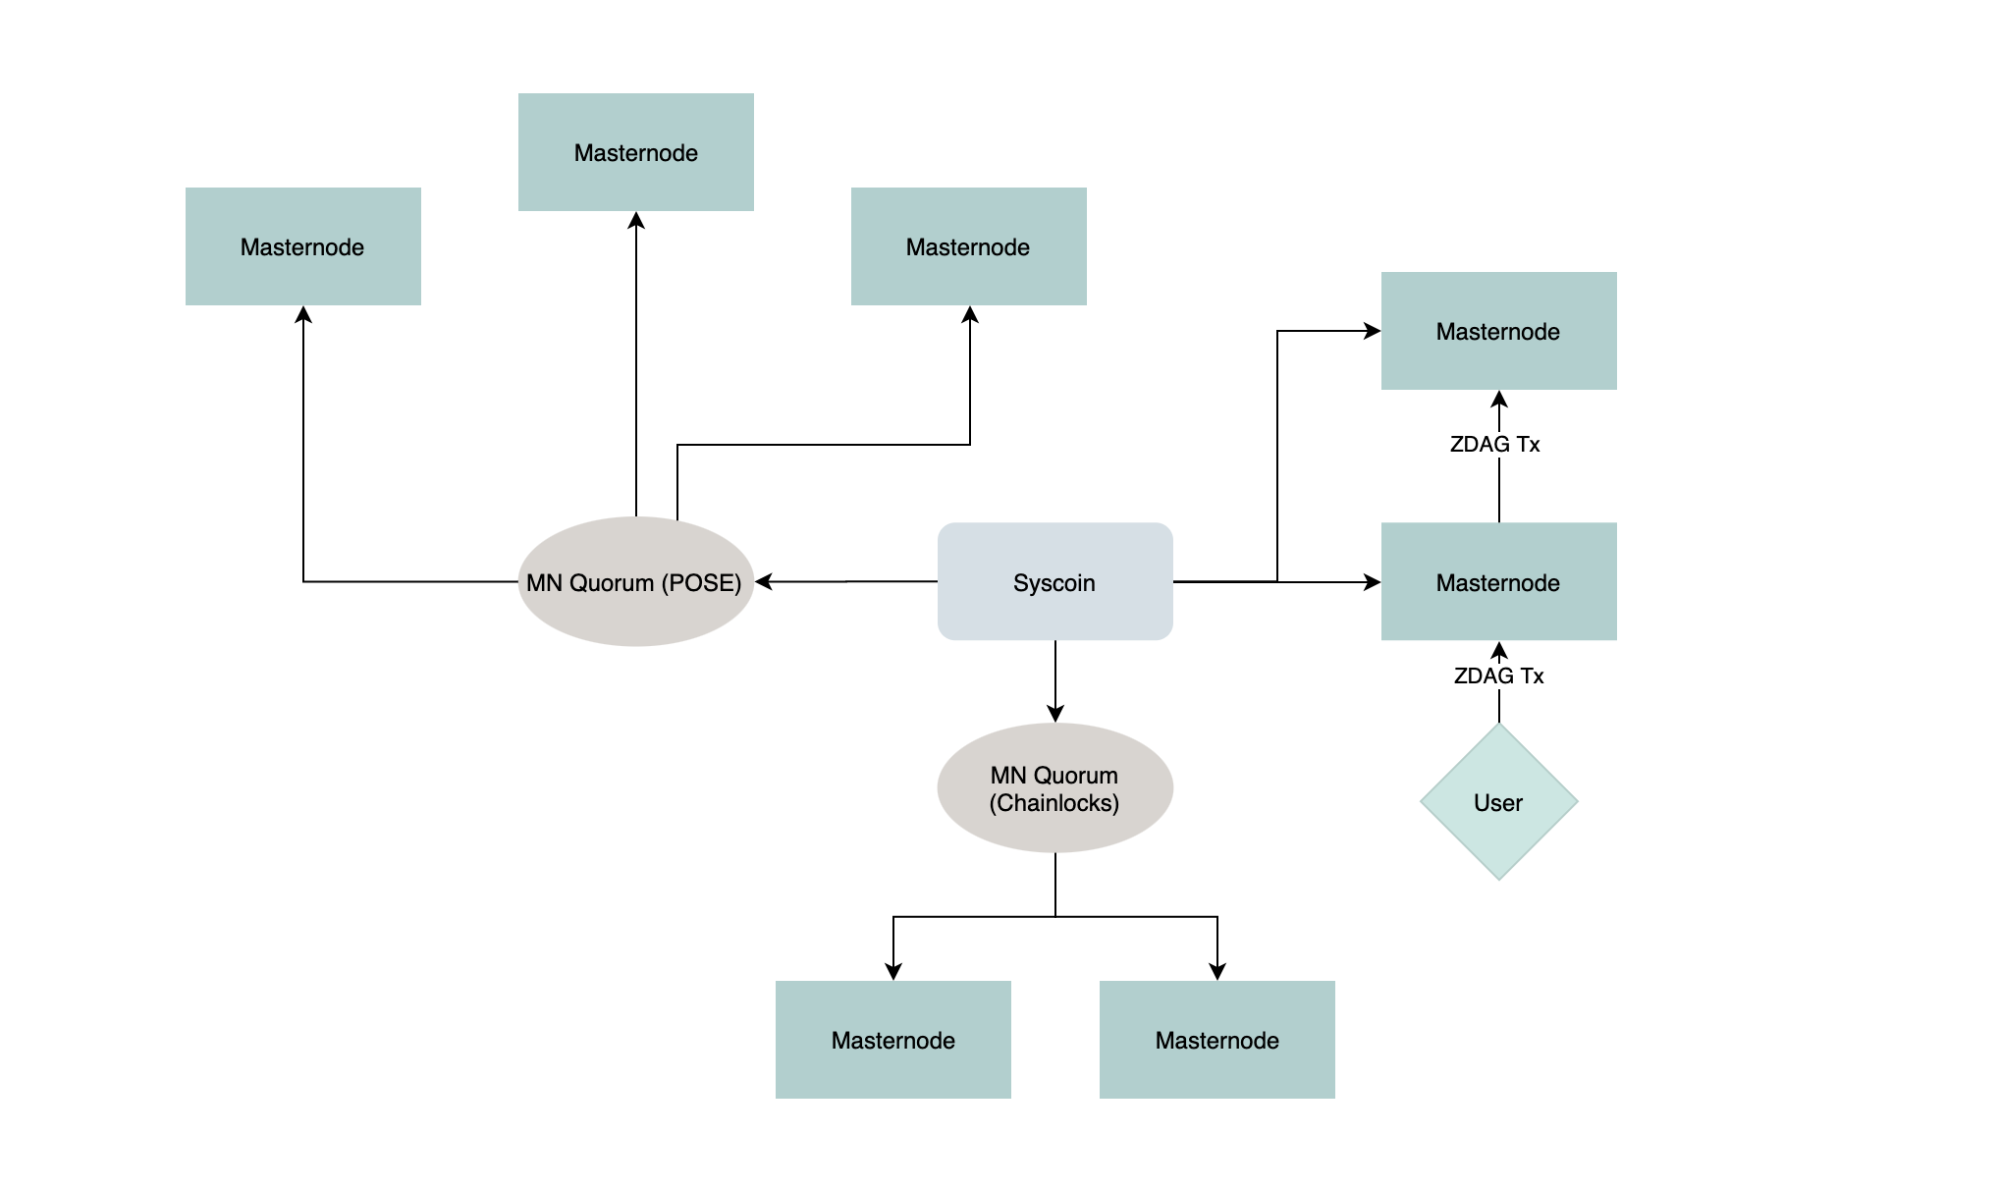 Masternode
Masternode
Masternode
Masternode
ZDAG Tx
MN Quorum (POSE)
Syscoin
Masternode
ZDAG Tx
MN Quorum
(Chainlocks)
User
Masternode
Masternode